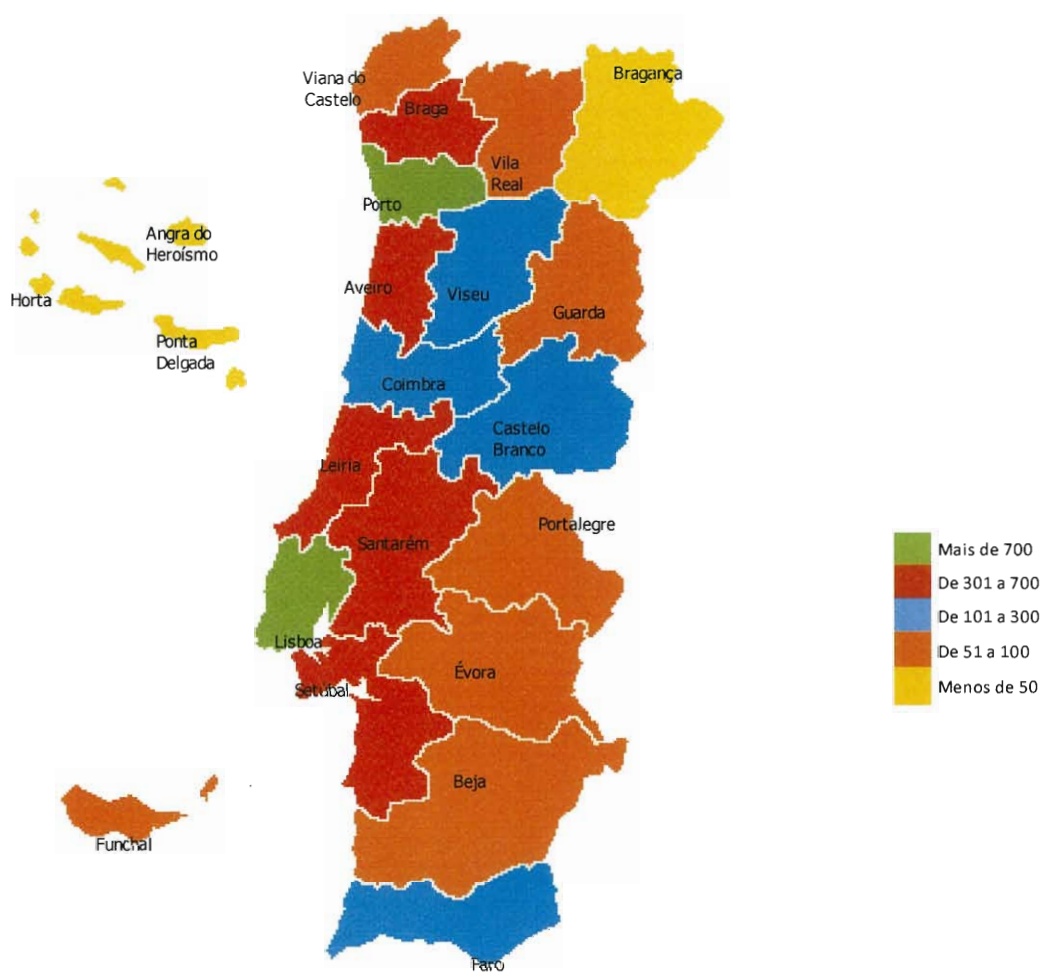 Viana do
Castelo
Braga
Bragança
Vila
Real
Porto
Angra do
Heroísmo
Horta
Ponta
Delgada
Aveiro
Viseu
Guarda
Coimbra
Castelo
Branco
Leiria
Santarém
Portalegre
Lisboa
Setúbal
Évora
Beja
Funchal
Faro
Mais de 700
De 301 a 700
De 101 a 300
De 51 a 100
Menos de 50